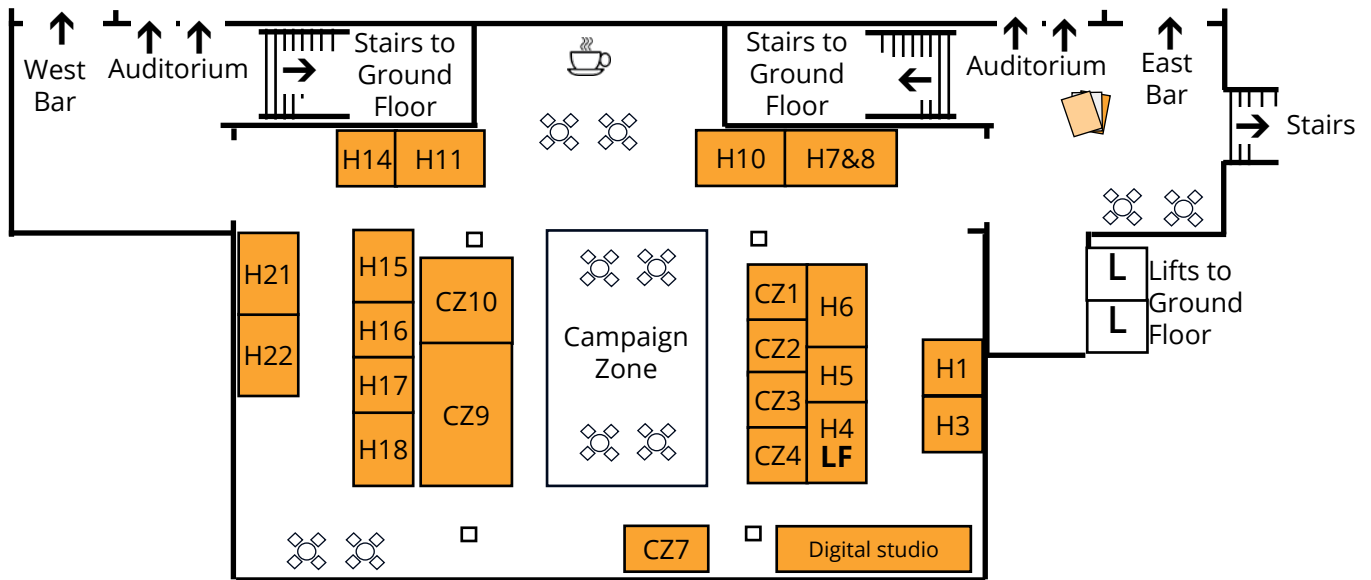 West
Bar
Auditorium
Stairs to
Ground
Floor
Stairs to
Ground
Floor
Auditorium
East
Bar
Stairs
H14
H11
H10
H7&8
H21
H22
H15
H16
H17
H18
CZ10
CZ9
Campaign
Zone
CZ1
CZ2
CZ3
CZ4
H6
H5
H4
LF
H1
H3
L
L
Lifts to
Ground
Floor
CZ7
Digital studio